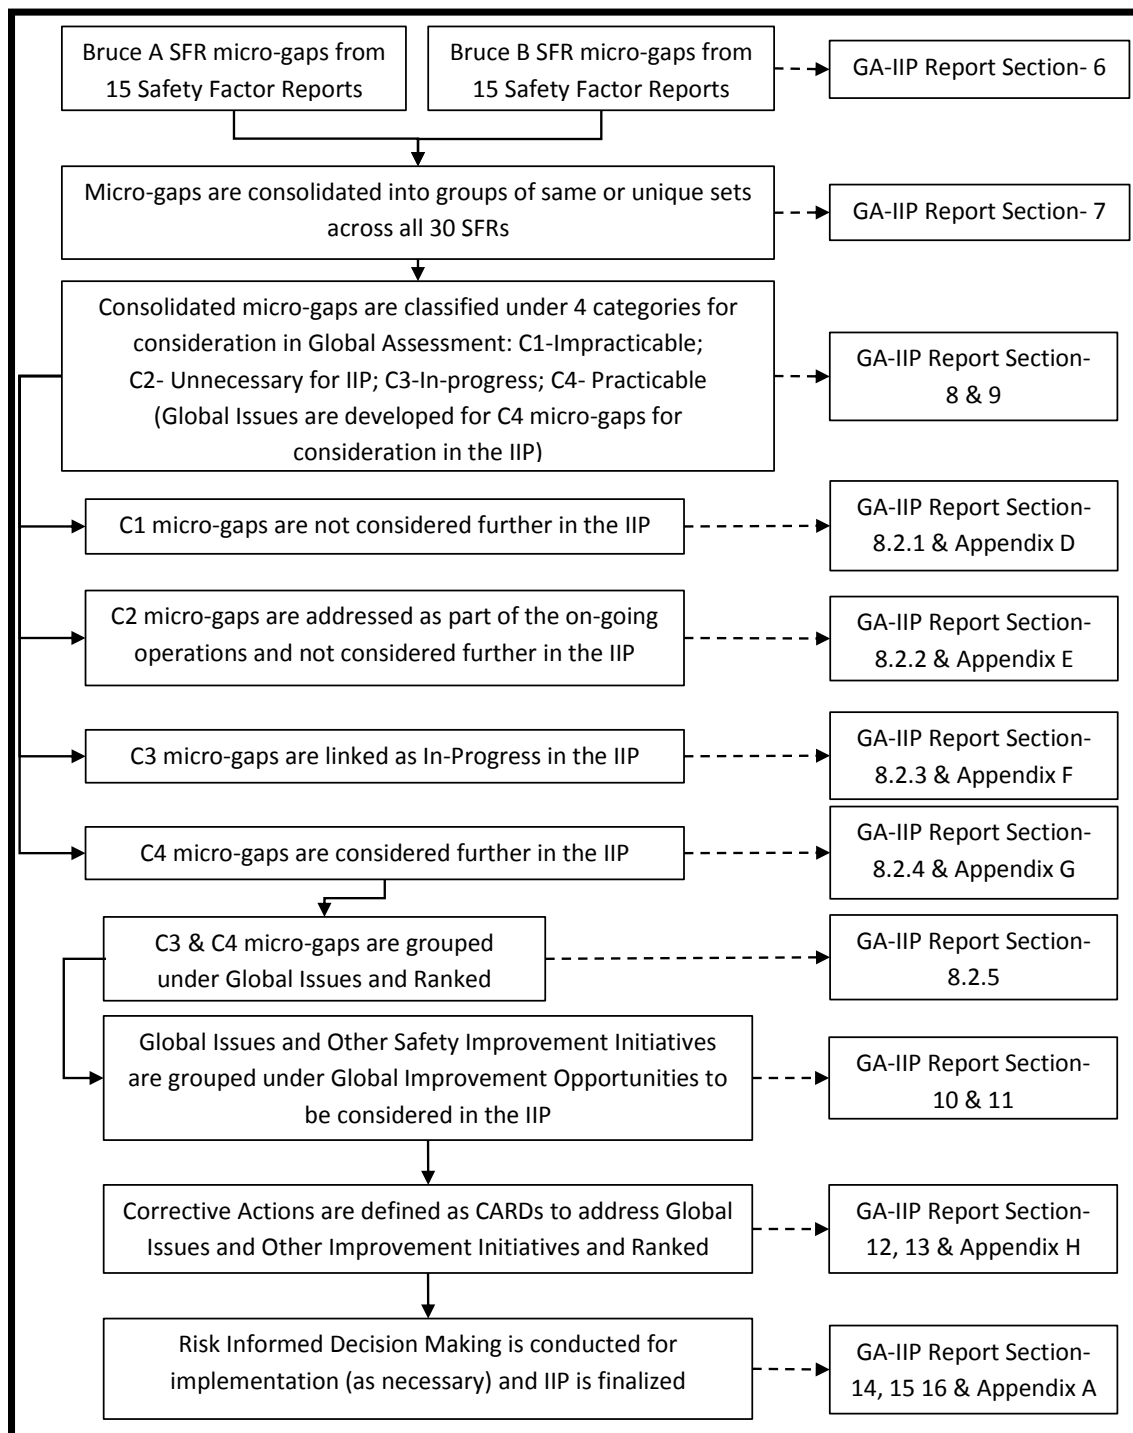 Bruce A SFR micro-gaps from
15 Safety Factor Reports
Bruce B SFR micro-gaps from
15 Safety Factor Reports
GA-IIP Report Section- 6
Micro-gaps are consolidated into groups of same or unique sets
across all 30 SFRs
GA-IIP Report Section- 7
Consolidated micro-gaps are classified under 4 categories for
consideration in Global Assessment: C1-Impracticable;
C2- Unnecessary for IIP; C3-In-progress; C4- Practicable
(Global Issues are developed for C4 micro-gaps for
consideration in the IIP)
GA-IIP Report Section-
8 & 9
C1 micro-gaps are not considered further in the IIP
GA-IIP Report Section-
8.2.1 & Appendix D
C2 micro-gaps are addressed as part of the on-going
operations and not considered further in the IIP
GA-IIP Report Section-
8.2.2 & Appendix E
C3 micro-gaps are linked as In-Progress in the IIP
GA-IIP Report Section-
8.2.3 & Appendix F
C4 micro-gaps are considered further in the IIP
GA-IIP Report Section-
8.2.4 & Appendix G
C3 & C4 micro-gaps are grouped
under Global Issues and Ranked
GA-IIP Report Section-
8.2.5
Global Issues and Other Safety Improvement Initiatives
are grouped under Global Improvement Opportunities to
be considered in the IIP
GA-IIP Report Section-
10 & 11
Corrective Actions are defined as CARDs to address Global
Issues and Other Improvement Initiatives and Ranked
GA-IIP Report Section-
12, 13 & Appendix H
Risk Informed Decision Making is conducted for
implementation (as necessary) and IIP is finalized
GA-IIP Report Section-
14, 15 16 & Appendix A